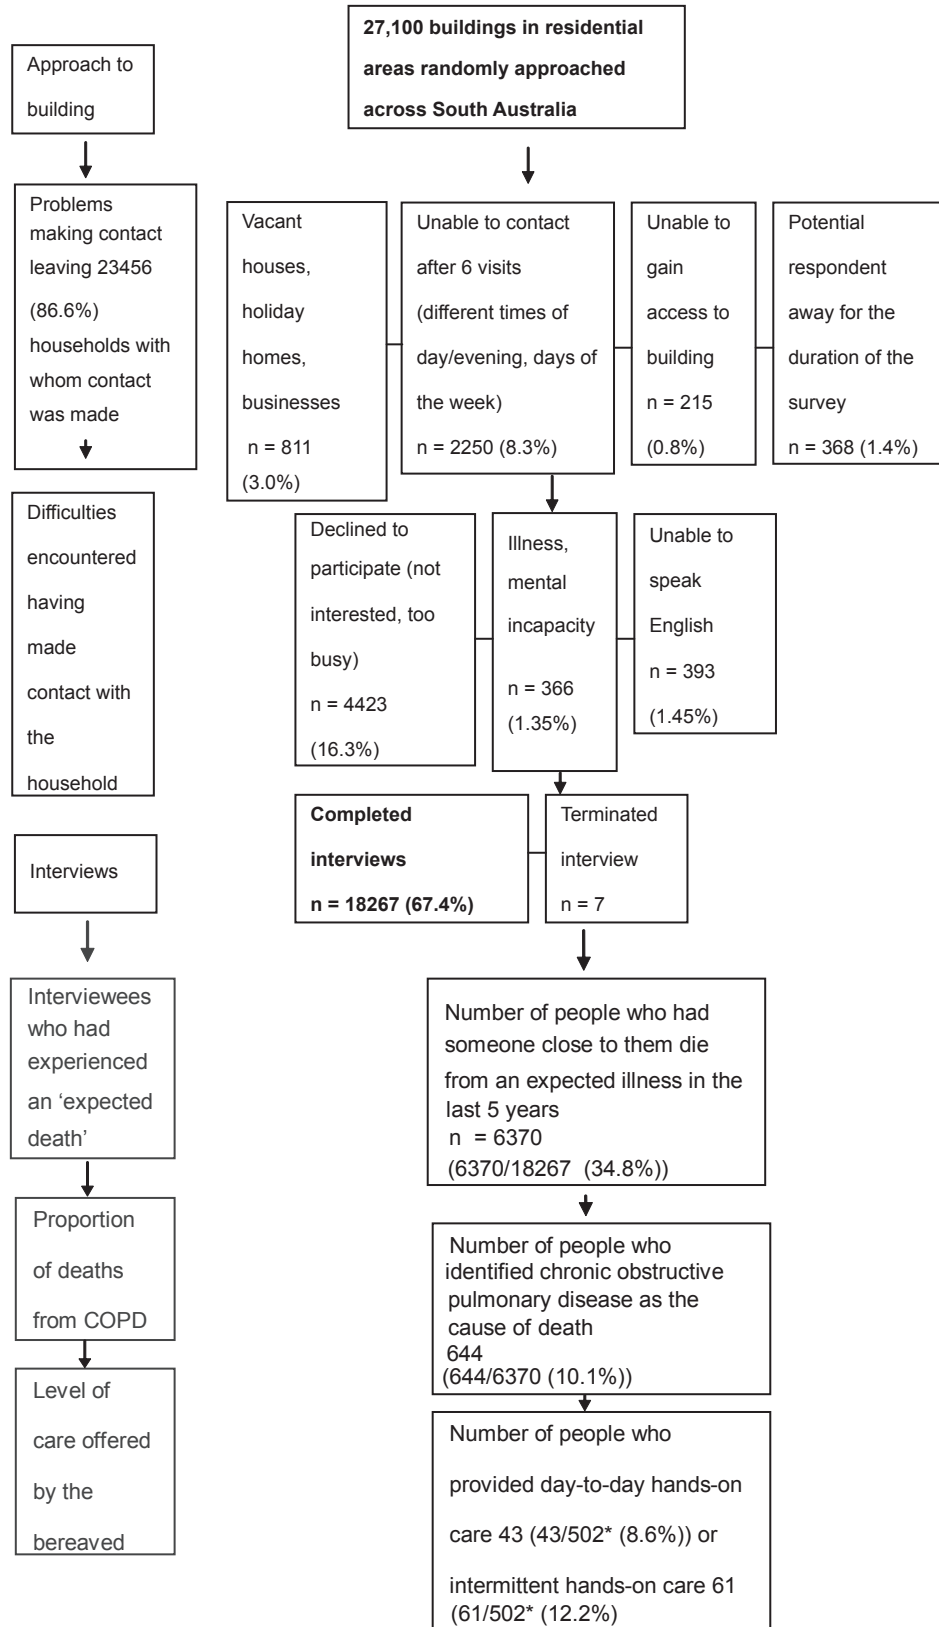 27,100 buildings in residential
areas randomly approached
across South Australia
Approach to
building
Problems
making contact
leaving 23456
(86.6%)
households with
whom contact
was made
Vacant
houses,
holiday
homes,
businesses
n = 811
(3.0%)
Unable to contact
after 6 visits
(different times of
day/evening, days of
the week)
n = 2250 (8.3%)
Unable to
gain
access to
building
n = 215
(0.8%)
Potential
respondent
away for the
duration of the
survey
n = 368 (1.4%)
Difficulties
encountered
having
made
contact with
the
household
Declined to
participate (not
interested, too
busy)
n = 4423
(16.3%)
Illness,
mental
incapacity
n = 366
(1.35%)
Unable to
speak
English
n = 393
(1.45%)
Interviews
Completed
interviews
n = 18267 (67.4%)
Terminated
interview
n = 7
Interviewees
who had
experienced
an ‘expected
death’
Number of people who had
someone close to them die
from an expected illness in the
last 5 years
n = 6370
(6370/18267 (34.8%))
Proportion
of deaths
from COPD
Number of people who
identified chronic obstructive
pulmonary disease as the
cause of death
644
(644/6370 (10.1%))
Level of
care offered
by the
bereaved
Number of people who
provided day-to-day hands-on
care 43 (43/502* (8.6%)) or
intermittent hands-on care 61
(61/502* (12.2%)